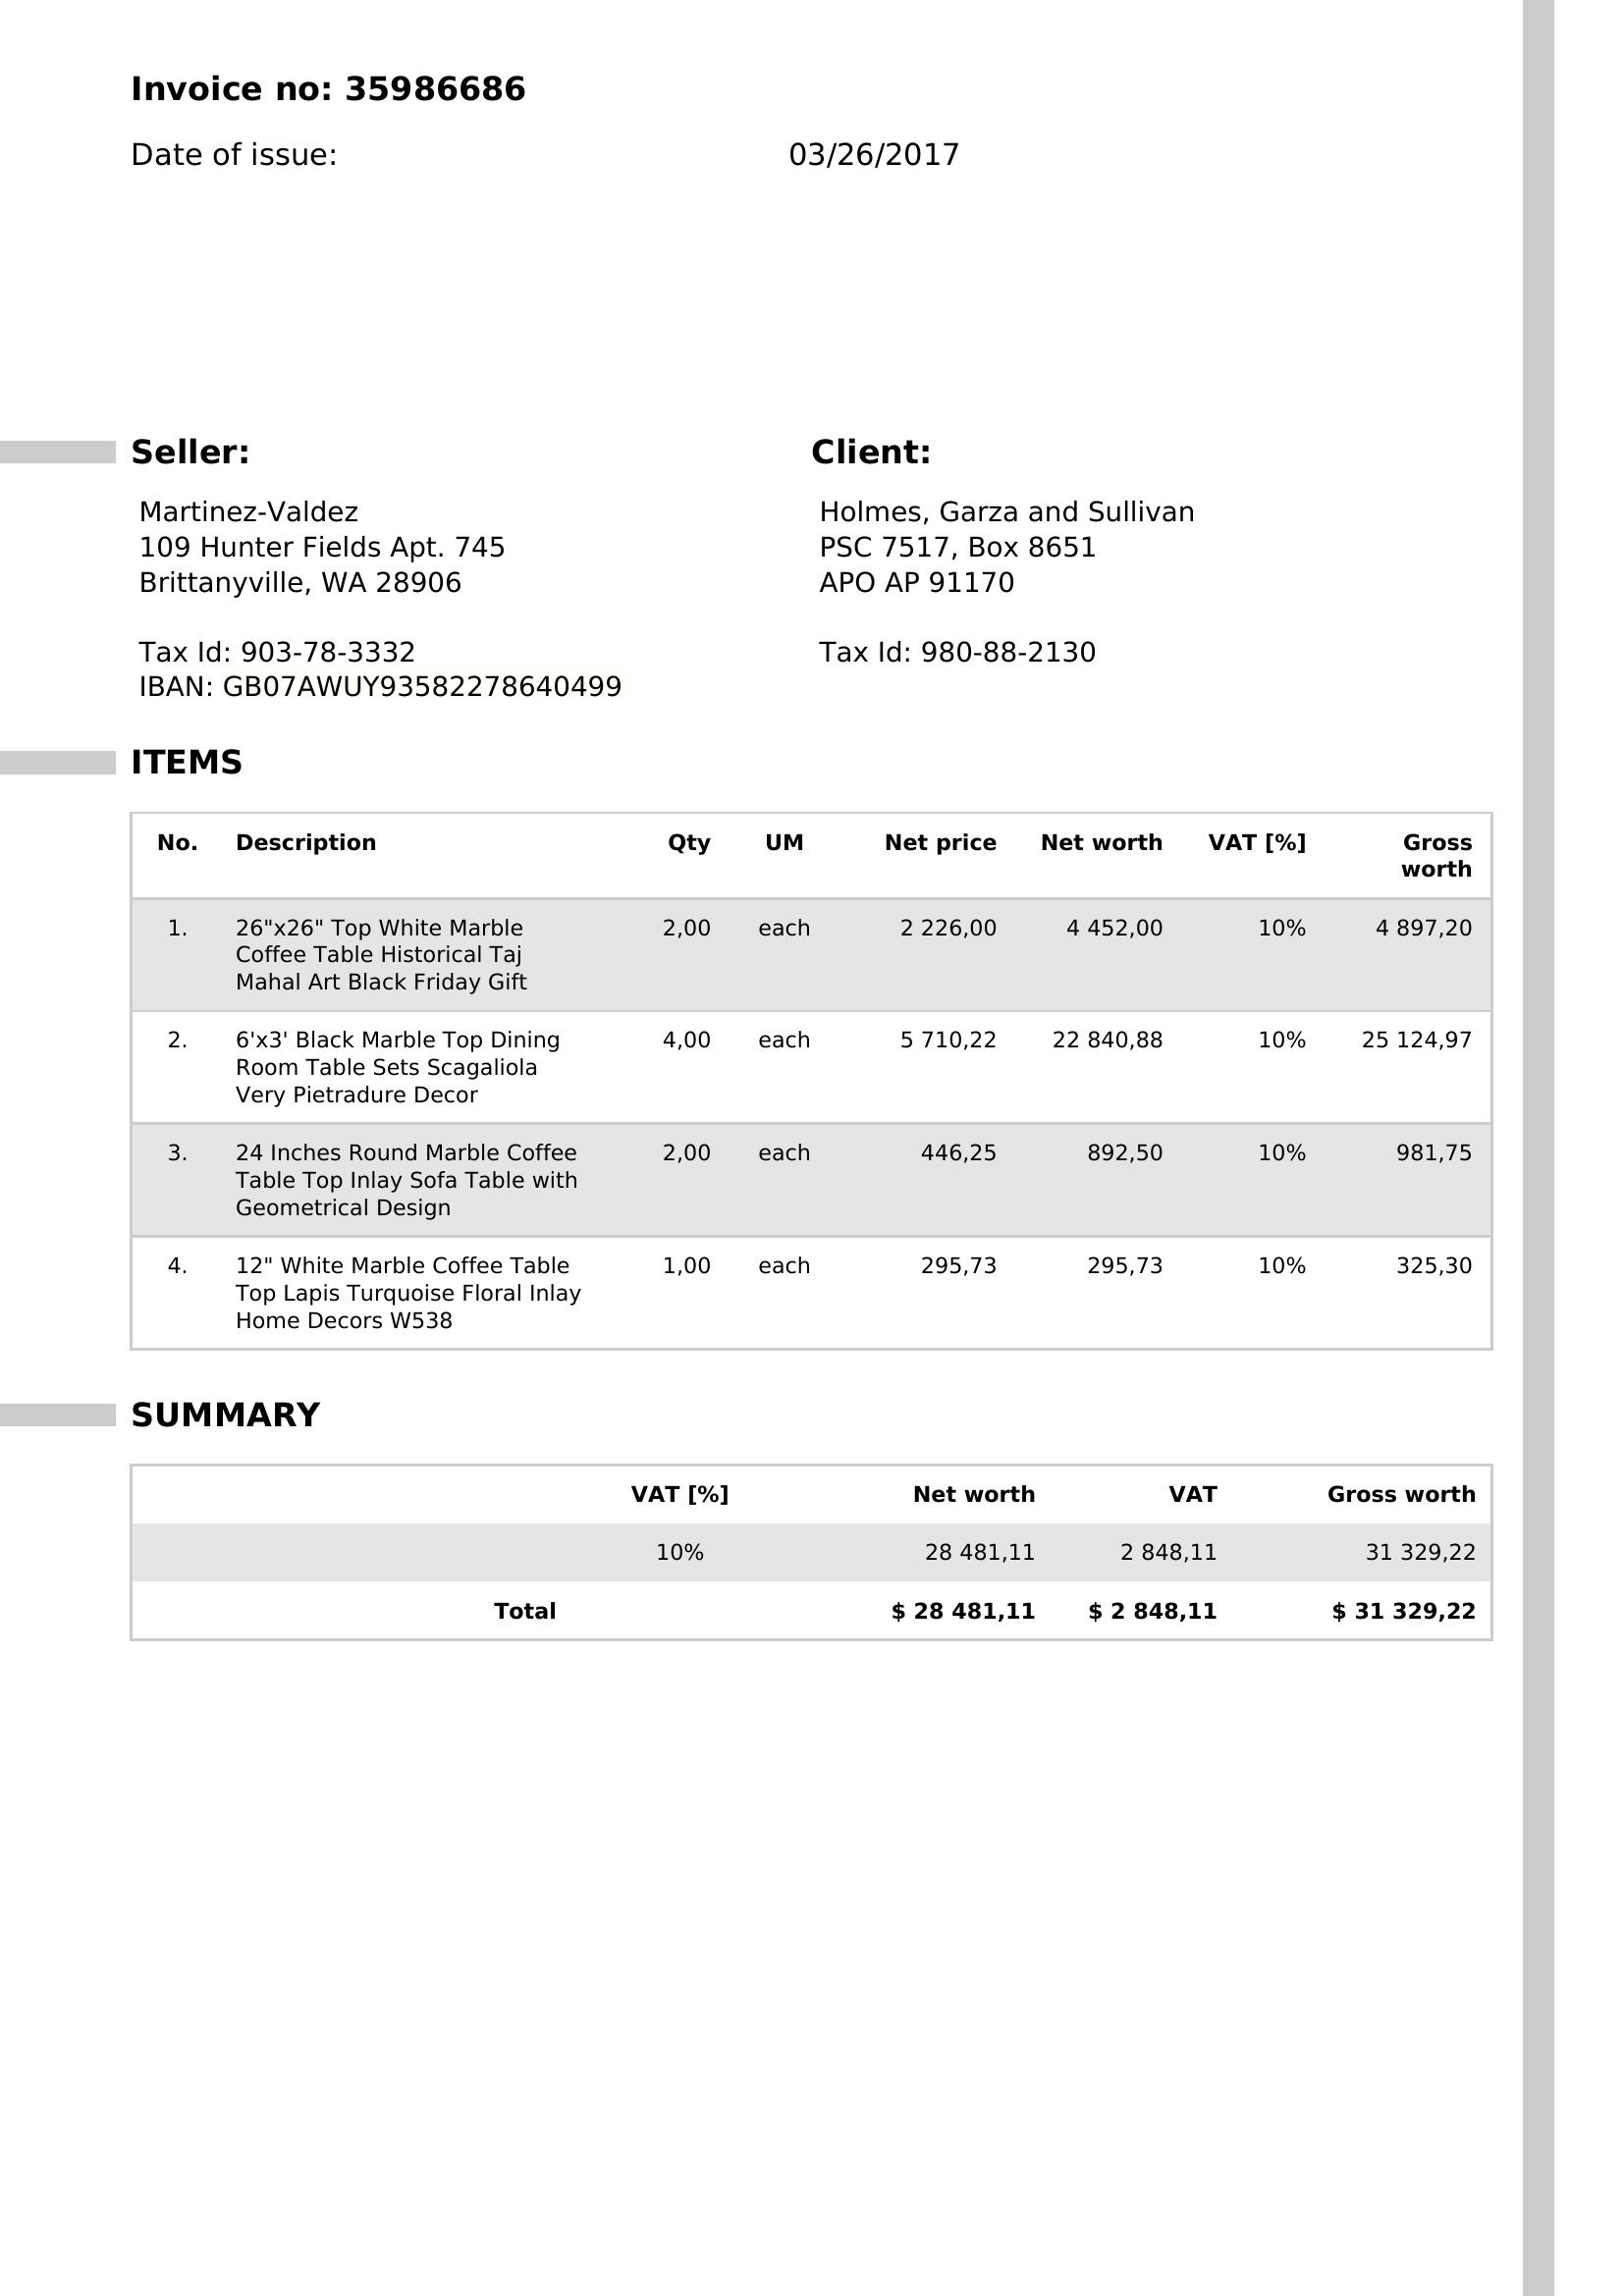 Invoice no: 35986686
Date of issue: 03/26/2017
Seller:
Martinez-Valdez
109 Hunter Fields Apt. 745
Brittanyville, WA 28906
Tax Id: 903-78-3332
IBAN: GB07AWUY93582278640499
Client:
Holmes, Garza and Sullivan
PSC 7517, Box 8651
APO AP 91170
Tax Id: 980-88-2130
ITEMS
No. Description Qty UM Net price Net worth VAT [%] Gross
worth
1. 26"x26" Top White Marble 2,00 each 2 226,00 4 452,00 10% 4 897,20
Coffee Table Historical Taj
Mahal Art Black Friday Gift
2. 6'x3' Black Marble Top Dining 4,00 each 5 710,22 22 840,88 10% 25 124,97
Room Table Sets Scagaliola
Very Pietradure Decor
3. 24 Inches Round Marble Coffee 2,00 each 446,25 892,50 10% 981,75
Table Top Inlay Sofa Table with
Geometrical Design
4. 12" White Marble Coffee Table 1,00 each 295,73 295,73 10% 325,30
Top Lapis Turquoise Floral Inlay
Home Decors W538
SUMMARY
VAT [%] Net worth VAT Gross worth
10% 28 481,11 2 848,11 31 329,22
Total $ 28 481,11 $ 2 848,11 $ 31 329,22